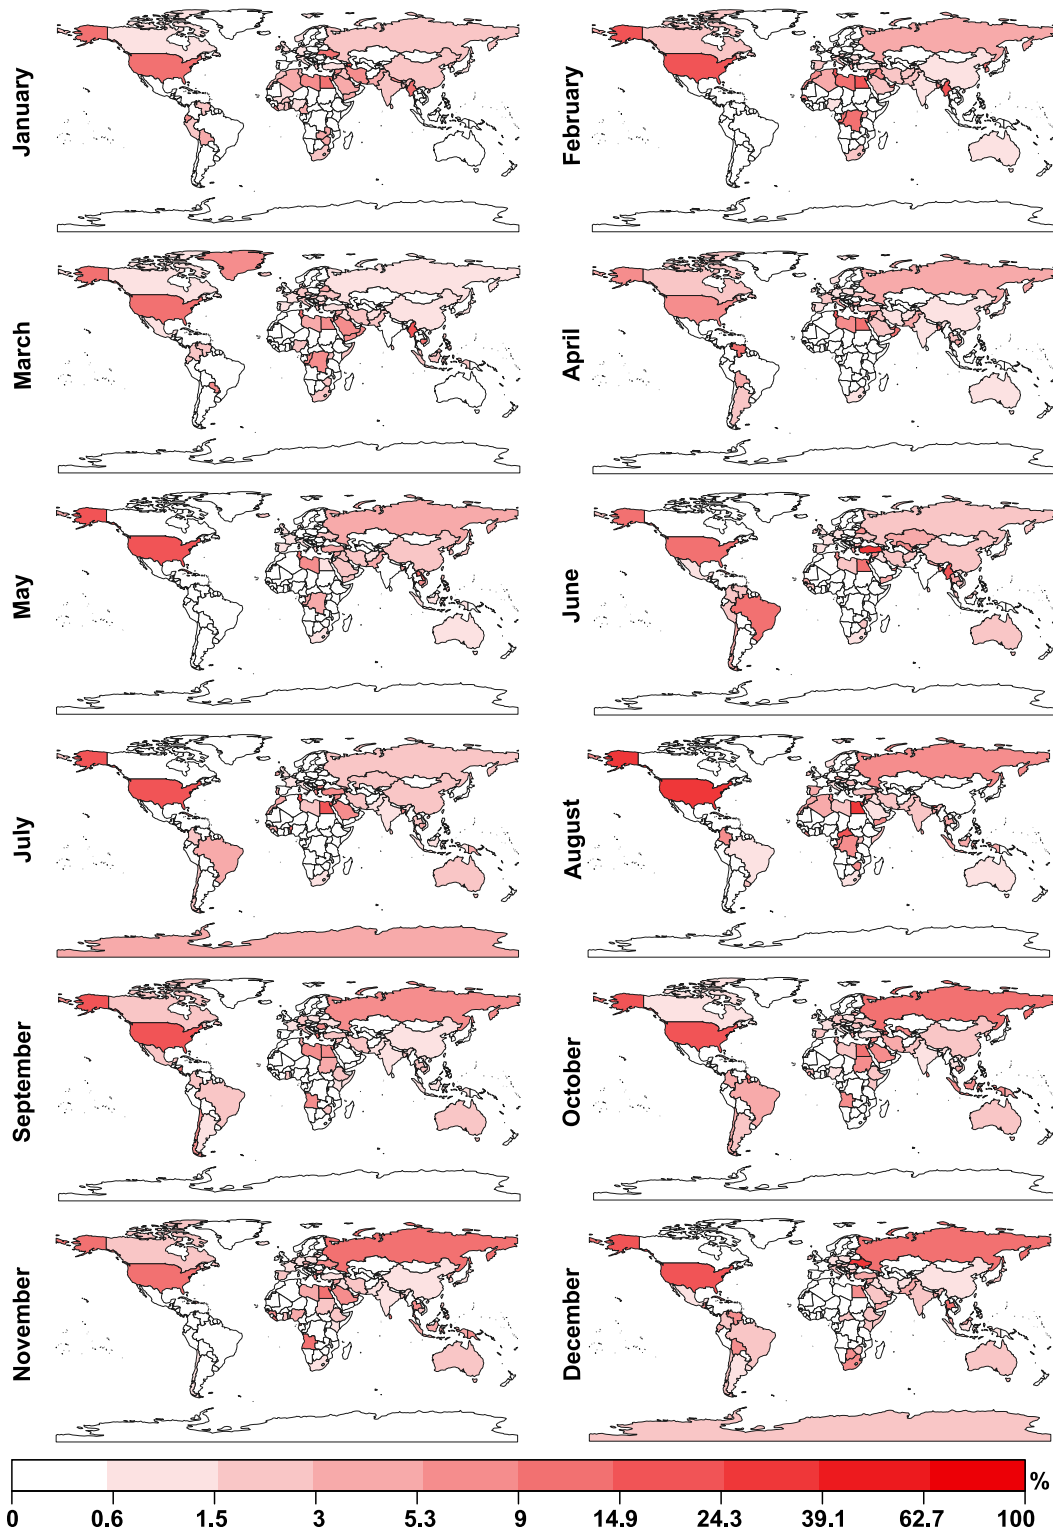 January
February
March
April
May
June
July
August
September
October
November
December
%
0 0.6 1.5 3 5.3 9 14.9 24.3 39.1 62.7 100